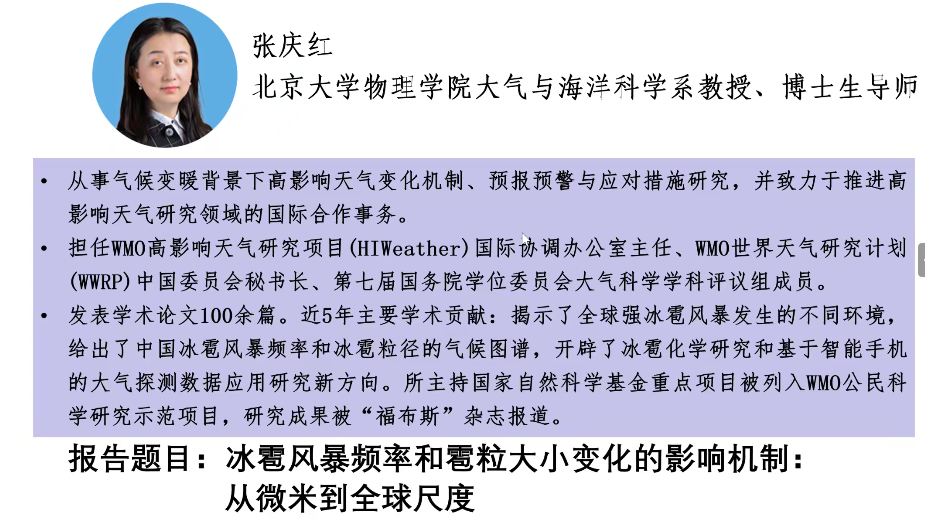 张庆红
北京大学物理学院大气与海洋科学系教授、博士生导师
• 从事气候变暖背景下高影响天气变化机制、预报预警与应对措施研究，并致力于推进高
影响天气研究领域的国际合作事务。
• 担任WMO高影响天气研究项目(HIWeather)国际协调办公室主任、WMO世界天气研究计划
(WWRP)中国委员会秘书长、第七届国务院学位委员会大气科学学科评议组成员。
• 发表学术论文100余篇。近5年主要学术贡献：揭示了全球强冰雹风暴发生的不同环境，
给出了中国冰雹风暴频率和冰雹粒径的气候图谱，开辟了冰雹化学研究和基于智能手机
的大气探测数据应用研究新方向。所主持国家自然科学基金重点项目被列入WMO公民科
学研究示范项目，研究成果被“福布斯”杂志报道。
报告题目：冰雹风暴频率和雹粒大小变化的影响机制：
从微米到全球尺度